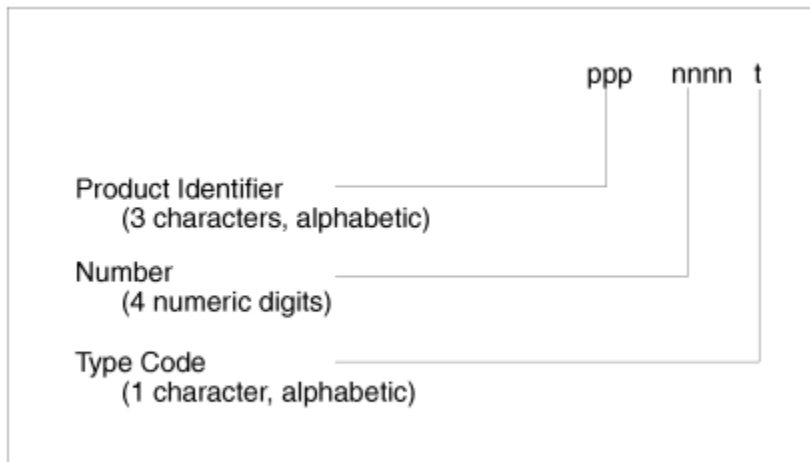 ppp nnnn t
Product Identifier
(3 characters, alphabetic)
Number
(4 numeric digits)
Type Code
(1 character, alphabetic)